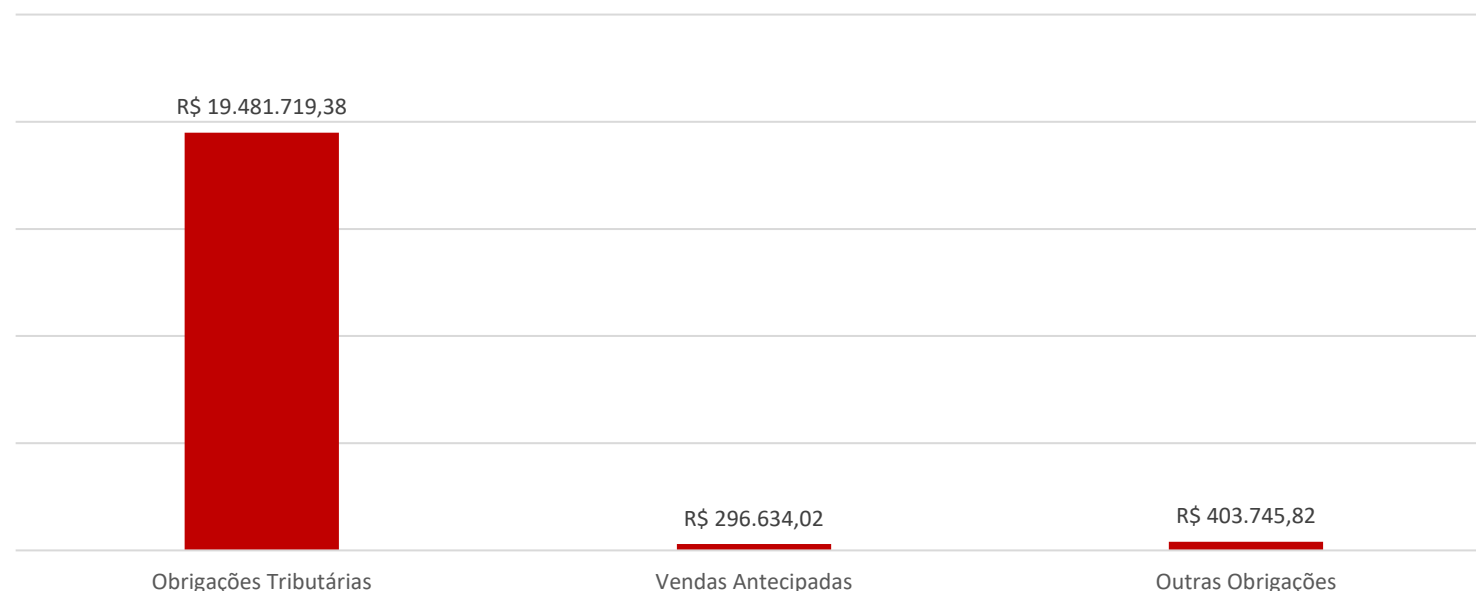 R$ 19.481.719,38
R$ 296.634,02
R$ 403.745,82
Obrigações Tributárias
Vendas Antecipadas
Outras Obrigações